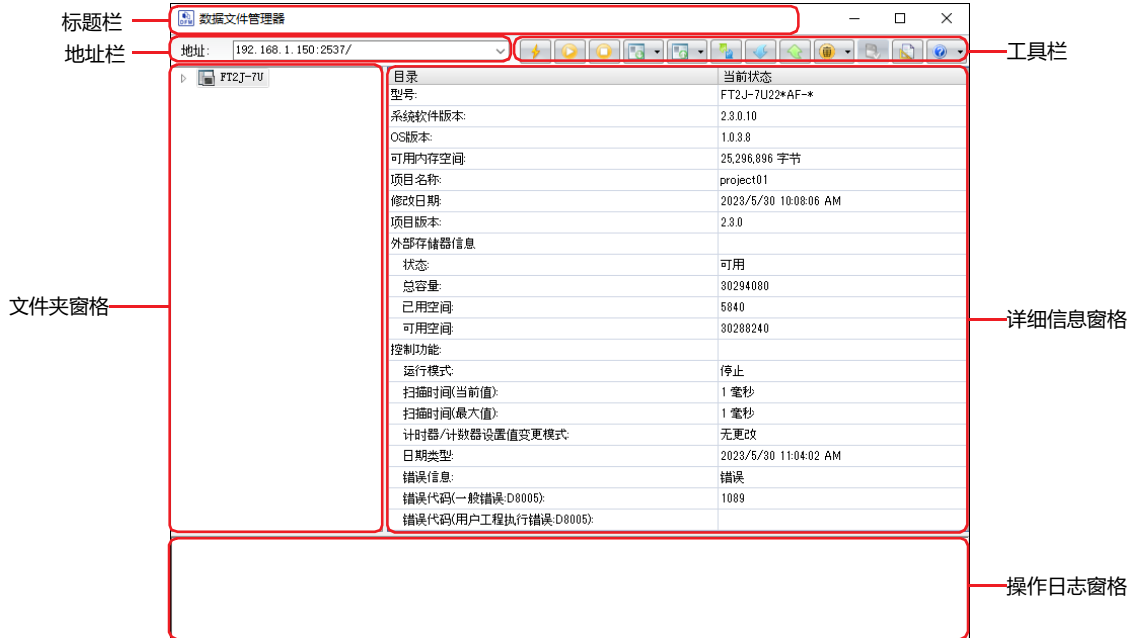 标题栏
数据文件管理器
地址栏
地址: 192.168.1.150:2537/
工具栏
FT2J-7U
目录 当前状态
型号: FT2J-7U22*AF-*
系统软件版本: 2.3.0.10
OS版本: 1.0.3.8
可用内存空间: 25,296,896 字节
项目名称: project01
修改日期: 2023/5/30 10:08:06 AM
项目版本: 2.3.0
外部存储器信息
状态: 可用
总容量: 30294080
已用空间: 5840
可用空间: 30288240
控制功能:
运行模式: 停止
扫描时间(当前值): 1 毫秒
扫描时间(最大值): 1 毫秒
计时器/计数器设置值变更模式: 无更改
日期类型: 2023/5/30 11:04:02 AM
错误信息: 错误
错误代码(一般错误:D8005): 1089
错误代码(用户工程执行错误:D8005):
文件夹窗格
详细信息窗格
操作日志窗格